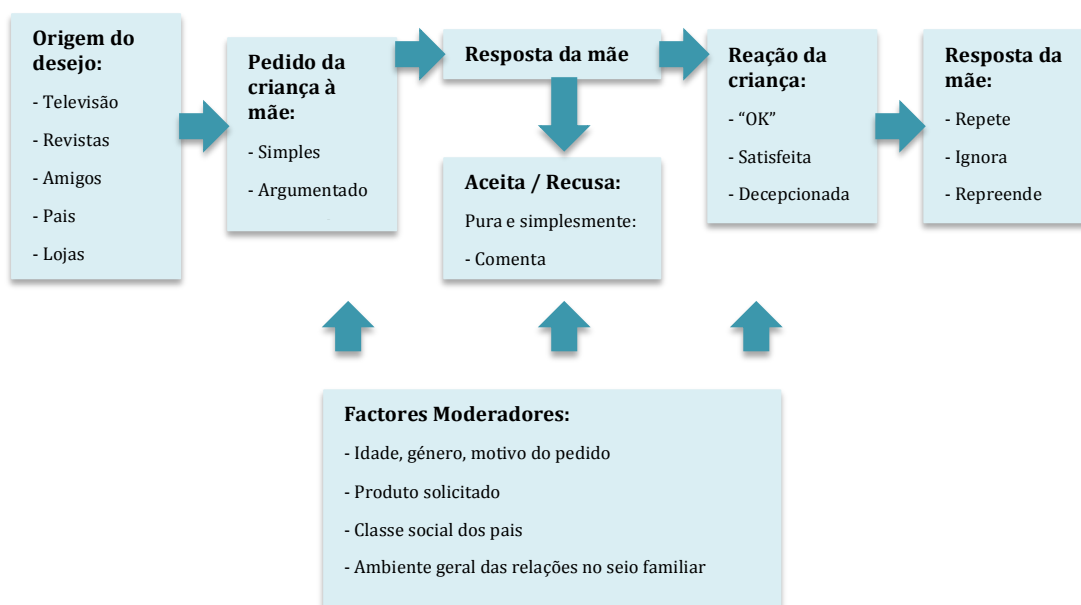 Origem do
desejo:
- Televisão
- Revistas
- Amigos
- Pais
- Lojas
Pedido da
criança à
mãe:
- Simples
- Argumentado
Resposta da mãe
Aceita / Recusa:
Pura e simplesmente:
- Comenta
Reação da
criança:
- “OK”
- Satisfeita
- Decepcionada
Resposta da
mãe:
- Repete
- Ignora
- Repreende
Factores Moderadores:
- Idade, género, motivo do pedido
- Produto solicitado
- Classe social dos pais
- Ambiente geral das relações no seio familiar